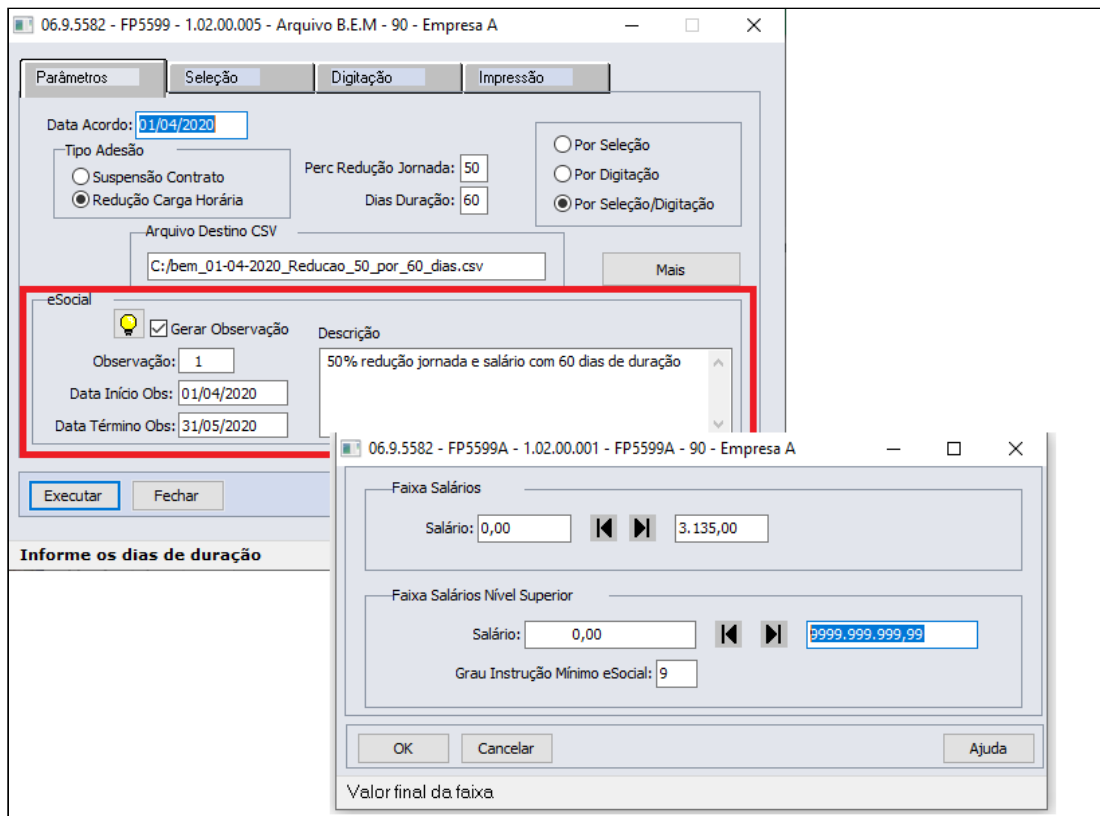 06.9.5582 - FP5599 - 1.02.00.005 - Arquivo B.E.M - 90 - Empresa A
Parâmetros Seleção Digitação Impressão
Data Acordo: 01/04/2020
Tipo Adesão
Suspensão Contrato
Redução Carga Horária
Perc Redução Jornada: 50
Dias Duração: 60
Por Seleção
Por Digitação
Por Seleção/Digitação
Arquivo Destino CSV
C:/bem_01-04-2020_Reducao_50_por_60_dias.csv
Mais
eSocial
Gerar Observação
Observação: 1
Data Início Obs: 01/04/2020
Data Término Obs: 31/05/2020
Descrição
50% redução jornada e salário com 60 dias de duração
Executar Fechar
Informe os dias de duração
06.9.5582 - FP5599A - 1.02.00.001 - FP5599A - 90 - Empresa A
Faixa Salários
Salário: 0,00 3.135,00
Faixa Salários Nível Superior
Salário: 0,00 9999.999.999,99
Grau Instrução Mínimo eSocial: 9
OK Cancelar Ajuda
Valor final da faixa